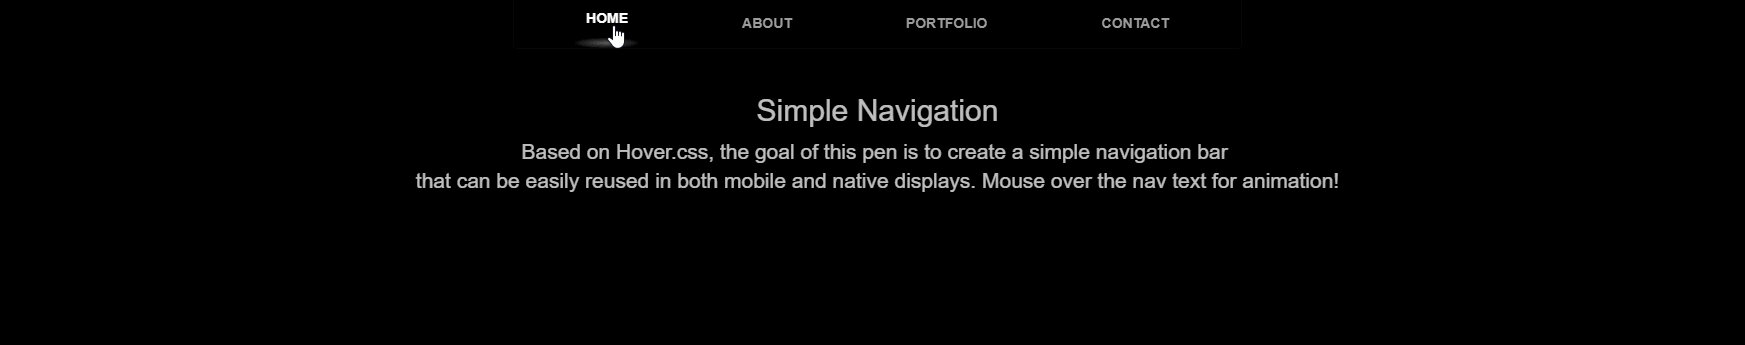 HOME ABOUT PORTFOLIO CONTACT
Simple Navigation
Based on Hover.css, the goal of this pen is to create a simple navigation bar
that can be easily reused in both mobile and native displays. Mouse over the nav text for animation!